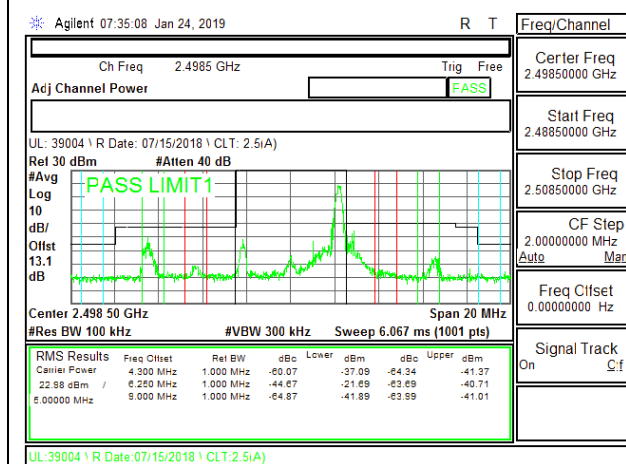 Agilent 07:35:08 Jan 24, 2019 R T
Freq/Channel
Ch Freq 2.4985 GHz Trig Free
Adj Channel Power PASS
UL: 39004 \ R Date: 07/15/2018 \ CLT: 2.5iA)
Ref 30 dBm #Atten 40 dB
#Avg
Log
10
dB/
Offst
13.1
dB
PASS LIMIT1
Center 2.498 50 GHz Span 20 MHz
#Res BW 100 kHz #VBW 300 kHz Sweep 6.067 ms (1001 pts)
RMS Results Freq Offset Ref BW dBc Lower dBm dBc Upper dBm
Carrier Power 4.300 MHz 1.000 MHz -60.07 -37.09 -64.34 -41.37
22.98 dBm / 6.250 MHz 1.000 MHz -44.67 -21.69 -63.69 -40.71
5.00000 MHz 9.000 MHz 1.000 MHz -64.87 -41.89 -63.99 -41.01
UL:39004 \ R Date:07/15/2018 \ CLT:2.5iA)
Center Freq
2.49850000 GHz
Start Freq
2.48850000 GHz
Stop Freq
2.50850000 GHz
CF Step
2.00000000 MHz
Auto Man
Freq Offset
0.00000000 Hz
Signal Track
On Off